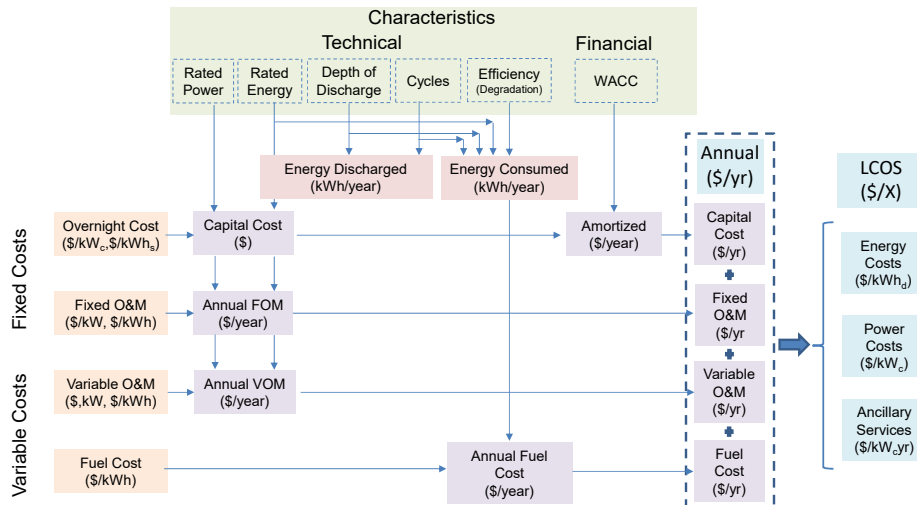 Characteristics
Technical
Financial
Rated
Power
Rated
Energy
Depth of
Discharge
Cycles
Efficiency
(Degradation)
WACC
Energy Discharged
(kWh/year)
Energy Consumed
(kWh/year)
Annual
($/yr)
LCOS
($/X)
Fixed Costs
Overnight Cost
($/kWc,$/kWhs)
Capital Cost
($)
Amortized
($/year)
Capital
Cost
($/yr)
Energy
Costs
($/kWhd)
Fixed O&M
($/kW, $/kWh)
Annual FOM
($/year)
Fixed
O&M
($/yr
Power
Costs
($/kWc)
Variable Costs
Variable O&M
($,kW, $/kWh)
Annual VOM
($/year)
Variable
O&M
($/yr)
Ancillary
Services
($/kWcyr)
Fuel Cost
($/kWh)
Annual Fuel
Cost
($/year)
Fuel
Cost
($/yr)